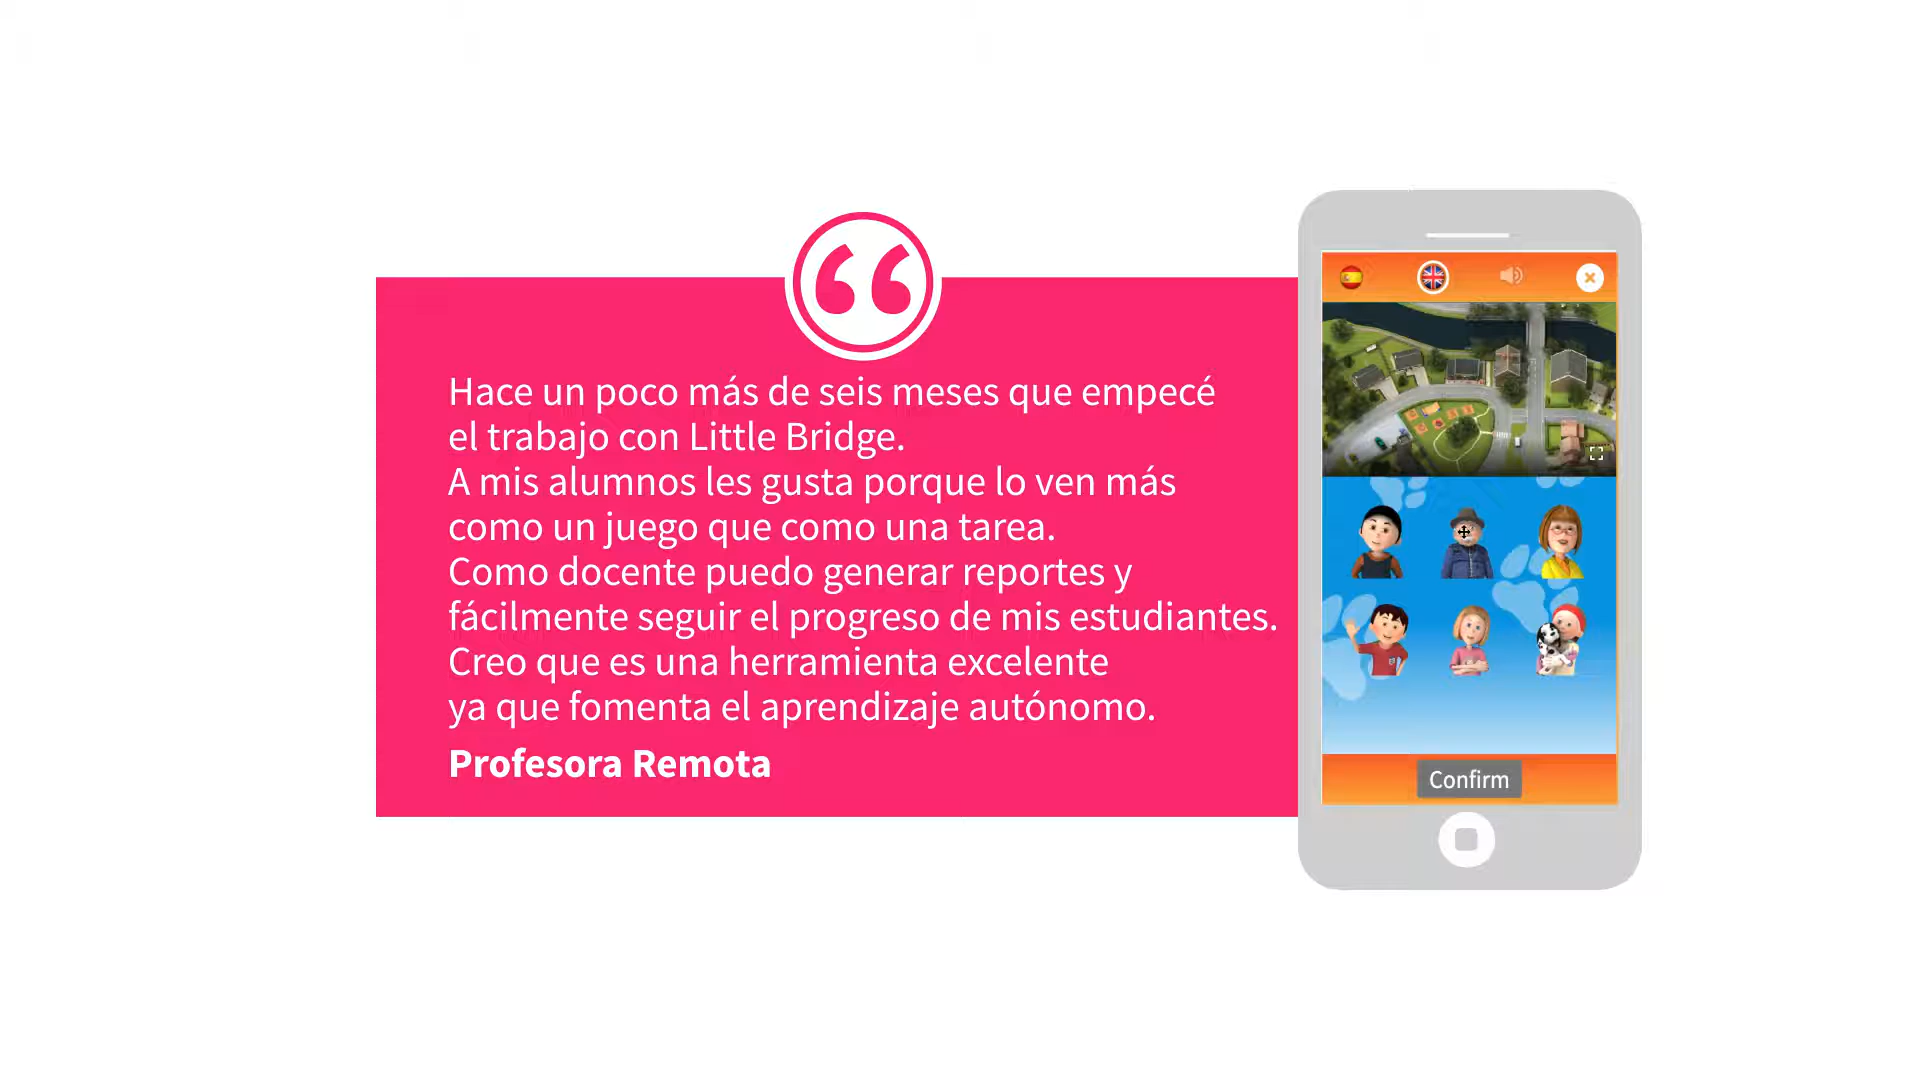 Hace un poco más de seis meses que empecé
el trabajo con Little Bridge.
A mis alumnos les gusta porque lo ven más
como un juego que como una tarea.
Como docente puedo generar reportes y
fácilmente seguir el progreso de mis estudiantes.
Creo que es una herramienta excelente
ya que fomenta el aprendizaje autónomo.
Profesora Remota
Confirm